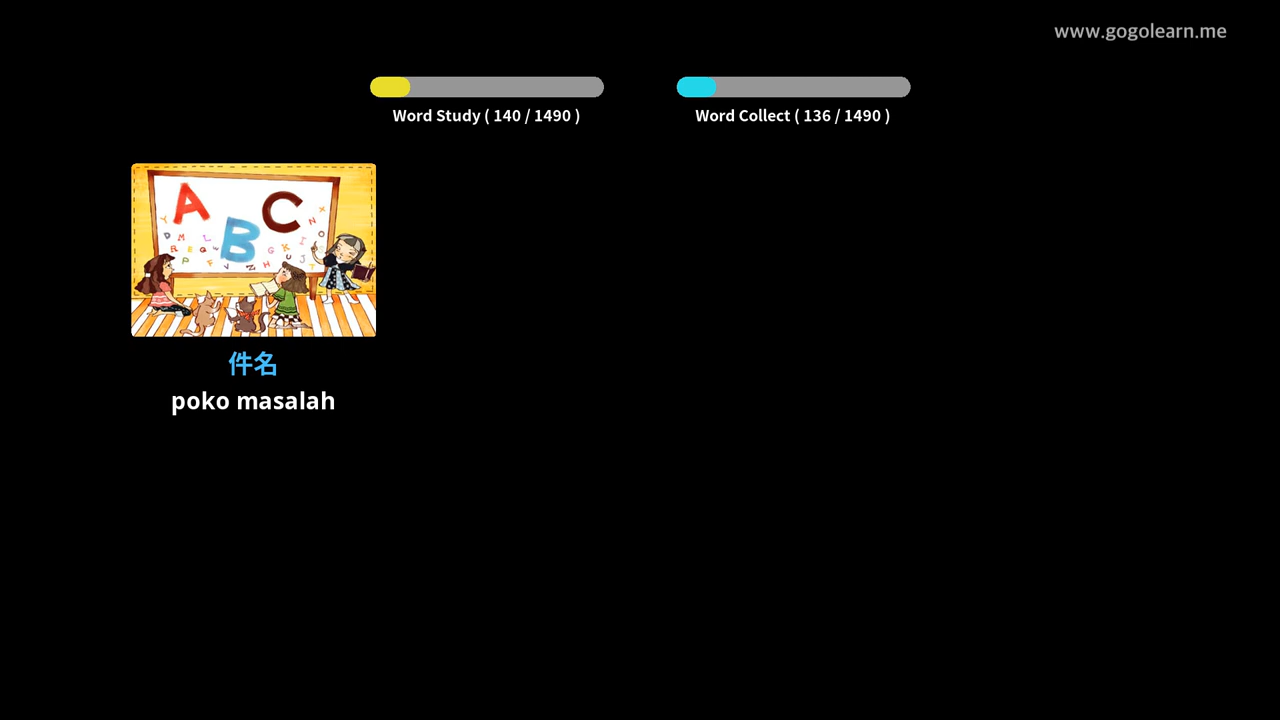 www.gogolearn.me
Word Study ( 140 / 1490 )
Word Collect ( 136 / 1490 )
A
B
C
件名
poko masalah